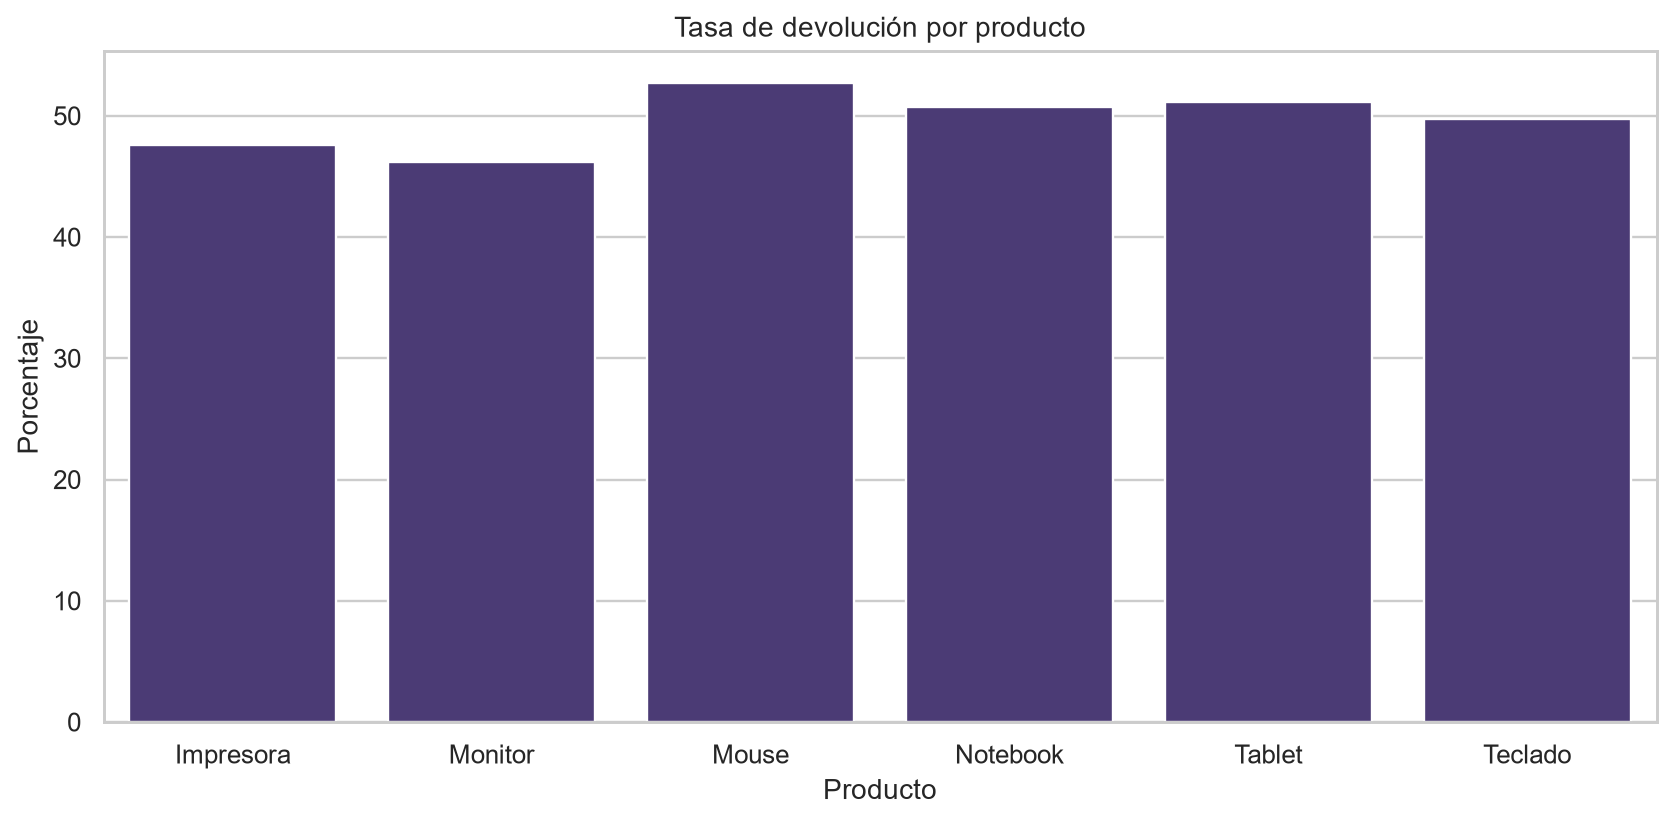 Tasa de devolución por producto
50
40
30
20
10
0
Porcentaje
Impresora Monitor Mouse Notebook Tablet Teclado
Producto